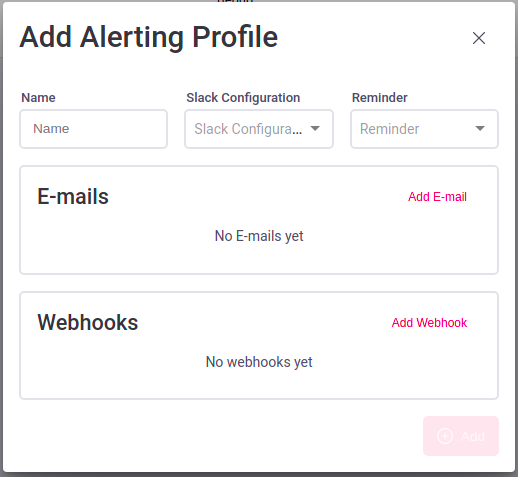 Add Alerting Profile
Name
Slack Configuration
Reminder
Name
Slack Configura...
Reminder
E-mails
Add E-mail
No E-mails yet
Webhooks
Add Webhook
No webhooks yet
Add